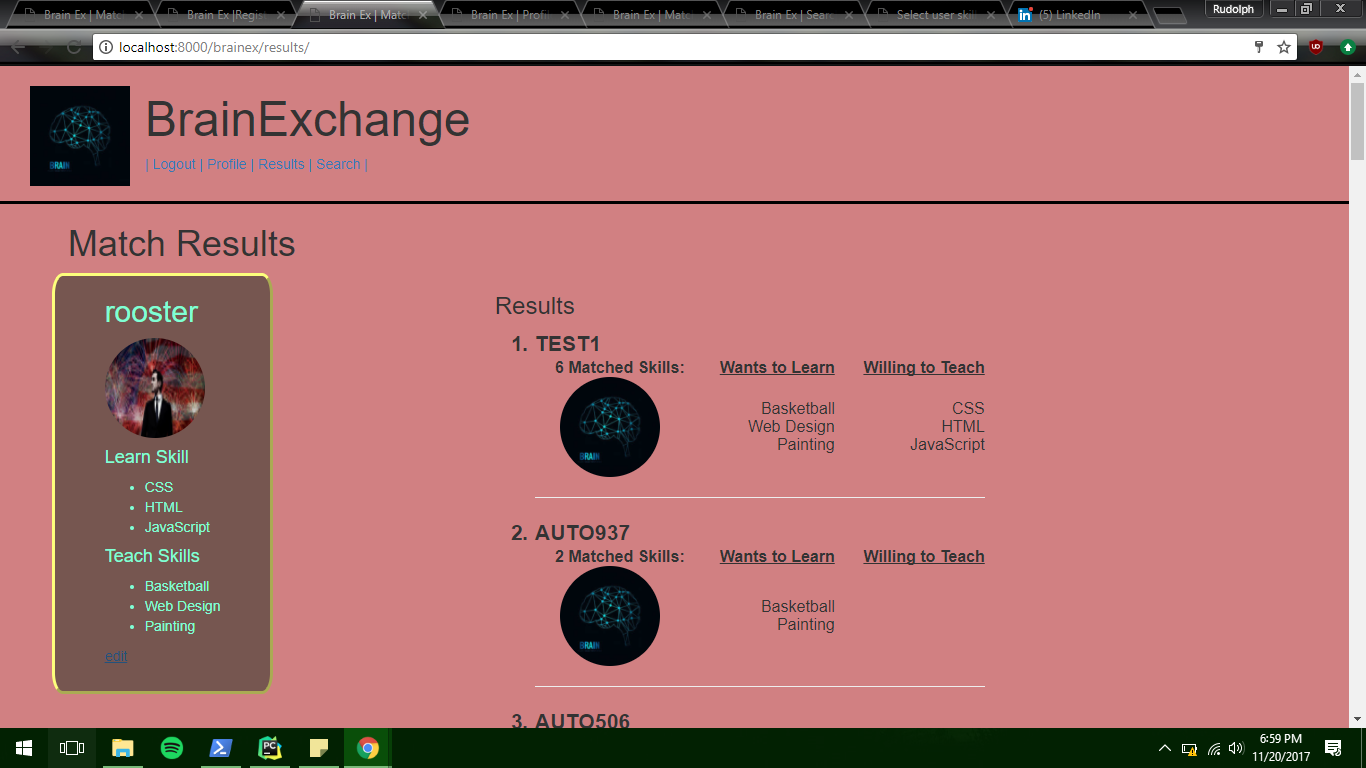 Brain Ex | Matc
Brain Ex |Regist
Brain Ex | Matc
Brain Ex | Profil
Brain Ex | Matc
Brain Ex | Searc
Select user skill
(5) LinkedIn
Rudolph
localhost:8000/brainex/results/
BrainExchange
| Logout | Profile | Results | Search |
BRAIN
Match Results
rooster
Learn Skill
• CSS
• HTML
• JavaScript
Teach Skills
• Basketball
• Web Design
• Painting
edit
Results
1. TEST1
6 Matched Skills: Wants to Learn Willing to Teach
Basketball CSS
Web Design HTML
Painting JavaScript
BRAIN
2. AUTO937
2 Matched Skills: Wants to Learn Willing to Teach
Basketball
Painting
BRAIN
3. AUTO506
PC
6:59 PM
11/20/2017